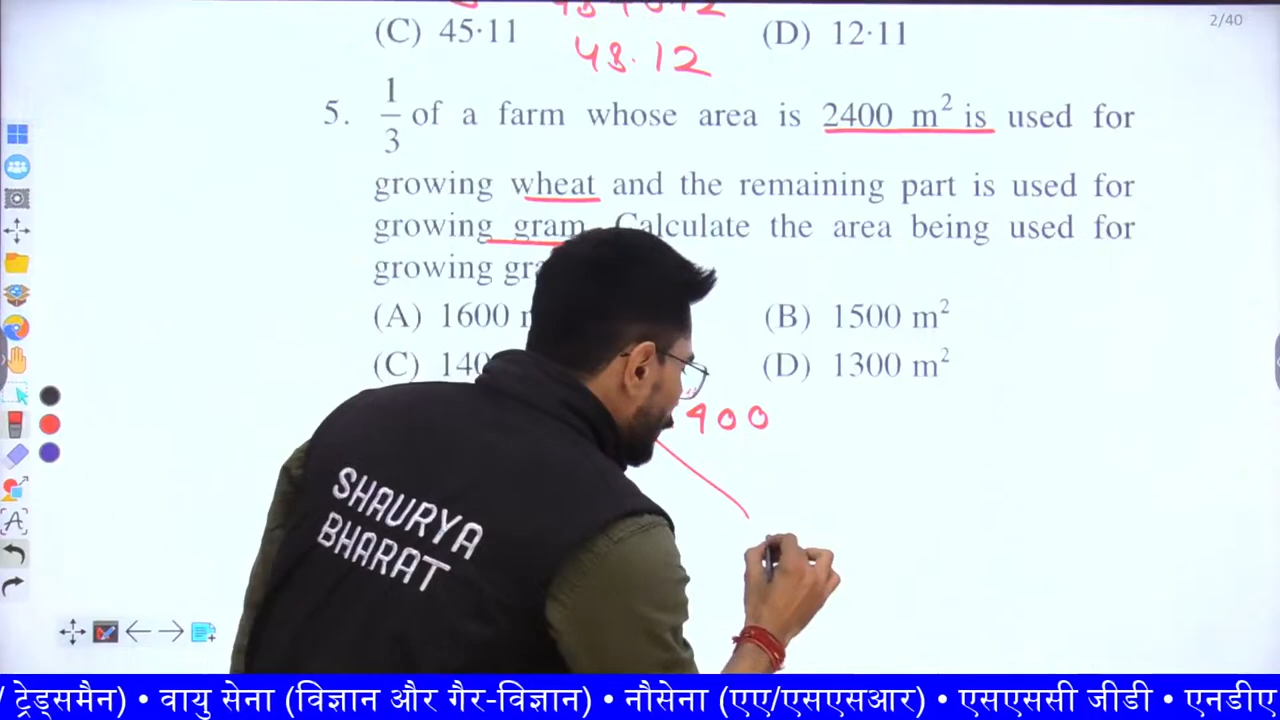 2/40
(C) 45·11 (D) 12·11
43.12
5. 1/3 of a farm whose area is 2400 m² is used for
growing wheat and the remaining part is used for
growing gram. Calculate the area being used for
growing
(A) 1600 (B) 1500 m²
(C) (D) 1300 m²
400
SHAURYA
BHARAT
ट्रेड्समैन) • वायु सेना (विज्ञान और गैर-विज्ञान) • नौसेना (एए/एसएसआर) • एसएससी जीडी • एनडीए